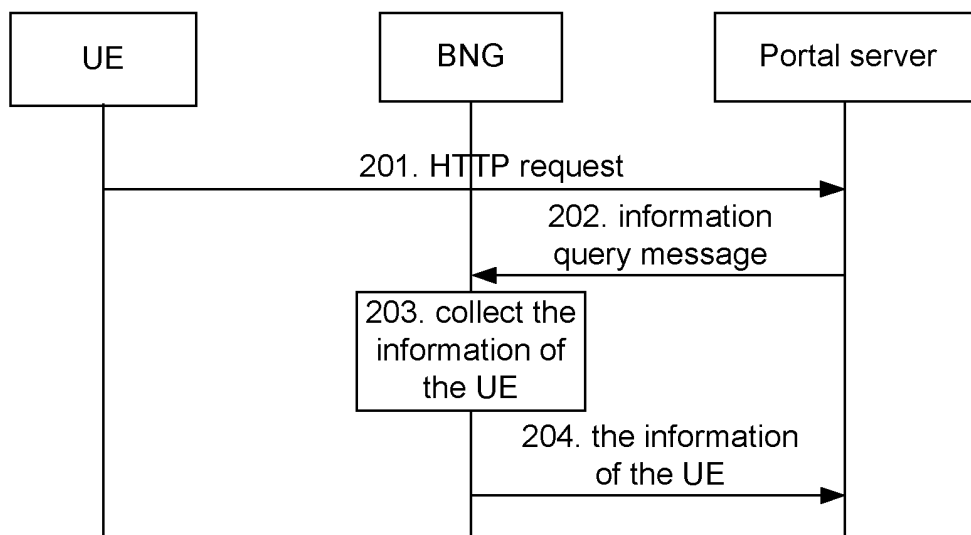 UE
BNG
Portal server
201. HTTP request
202. information
query message
203. collect the
information of
the UE
204. the information
of the UE